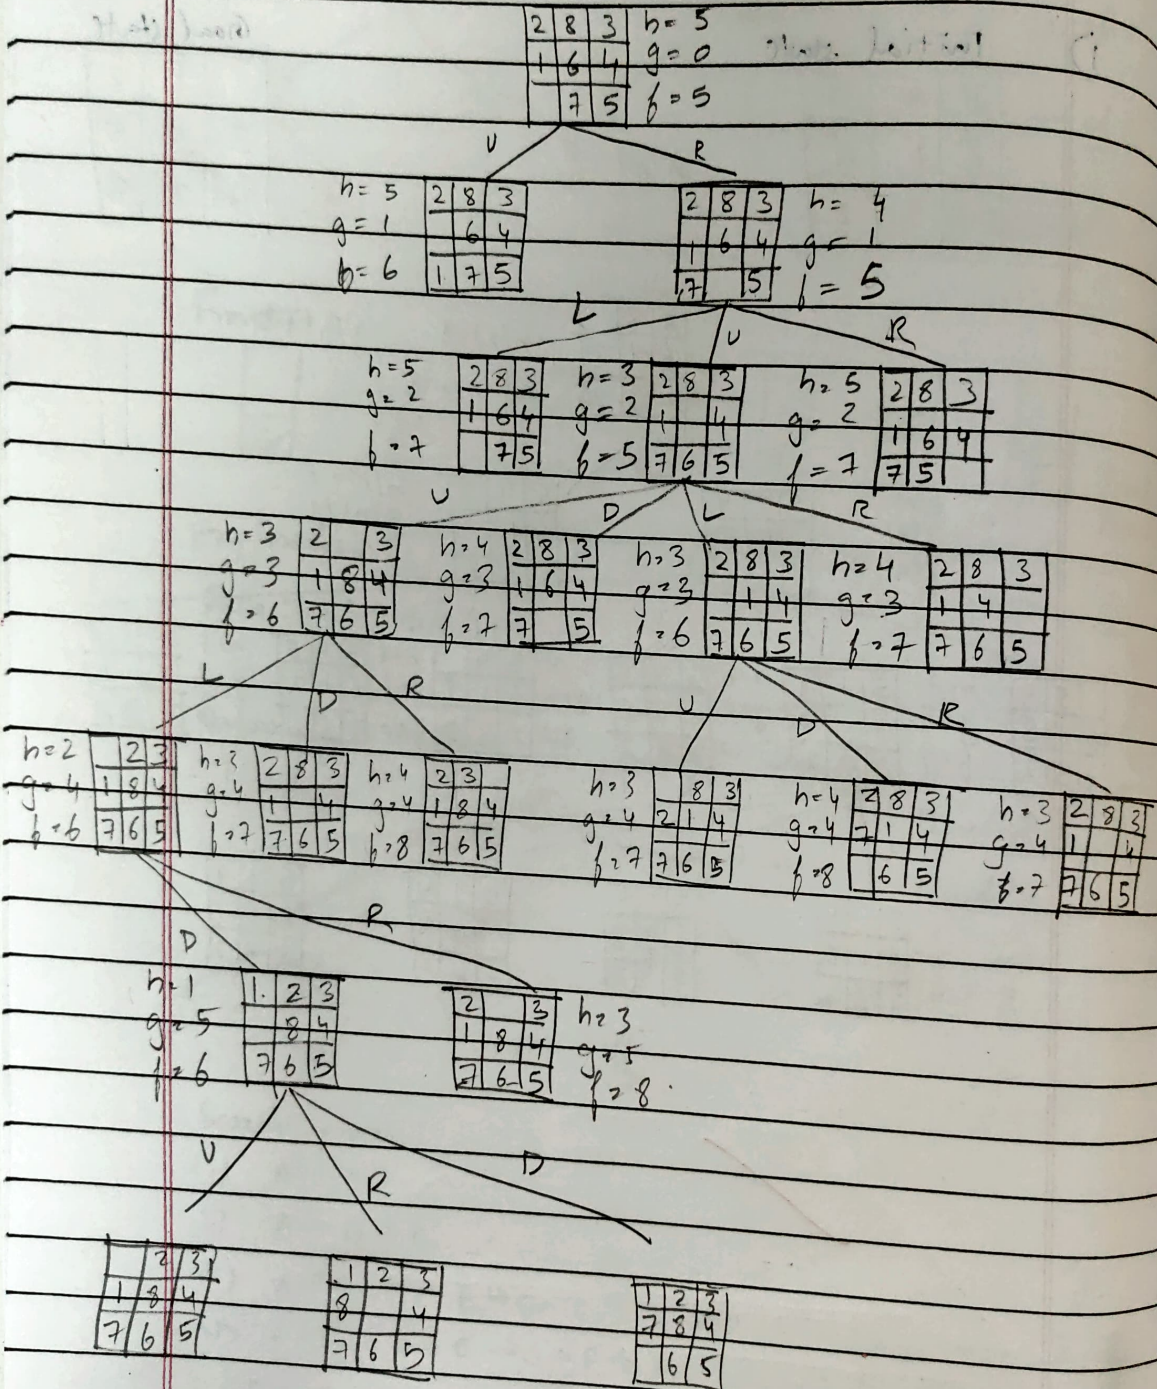 2 8 3 h = 5
1 6 4 g = 0
7 5 f = 5
U R
h = 5 2 8 3
g = 1 6 4
f = 6 1 7 5
2 8 3 h = 4
1 6 4 g = 1
7 5 f = 5
L U R
h = 5 2 8 3
g = 2 1 6 4
f = 7 7 5
h = 3 2 8 3
g = 2 1 4
f = 5 7 6 5
h = 5 2 8 3
g = 2 1 6 4
f = 7 7 5
U D L R
h = 3 2 3
g = 3 1 8 4
f = 6 7 6 5
h = 4 2 8 3
g = 3 1 6 4
f = 7 7 5
h = 3 2 8 3
g = 3 1 4
f = 6 7 6 5
h = 4 2 8 3
g = 3 1 4
f = 7 7 6 5
L D R U D R
h = 2 2 3
g = 4 1 8 4
f = 6 7 6 5
h = 3 2 8 3
g = 4 1 4
f = 7 7 6 5
h = 4 2 3
g = 4 1 8 4
f = 8 7 6 5
h = 3 8 3
g = 4 2 1 4
f = 7 7 6 5
h = 4 2 8 3
g = 4 7 1 4
f = 8 6 5
h = 3 2 8 3
g = 4 1 4
f = 7 7 6 5
D R
h = 1 1 2 3
g = 5 8 4
f = 6 7 6 5
2 3 h = 3
1 8 4 g = 5
7 6 5 f = 8
U R D
2 3
1 8 4
7 6 5
1 2 3
8 4
7 6 5
1 2 3
7 8 4
6 5